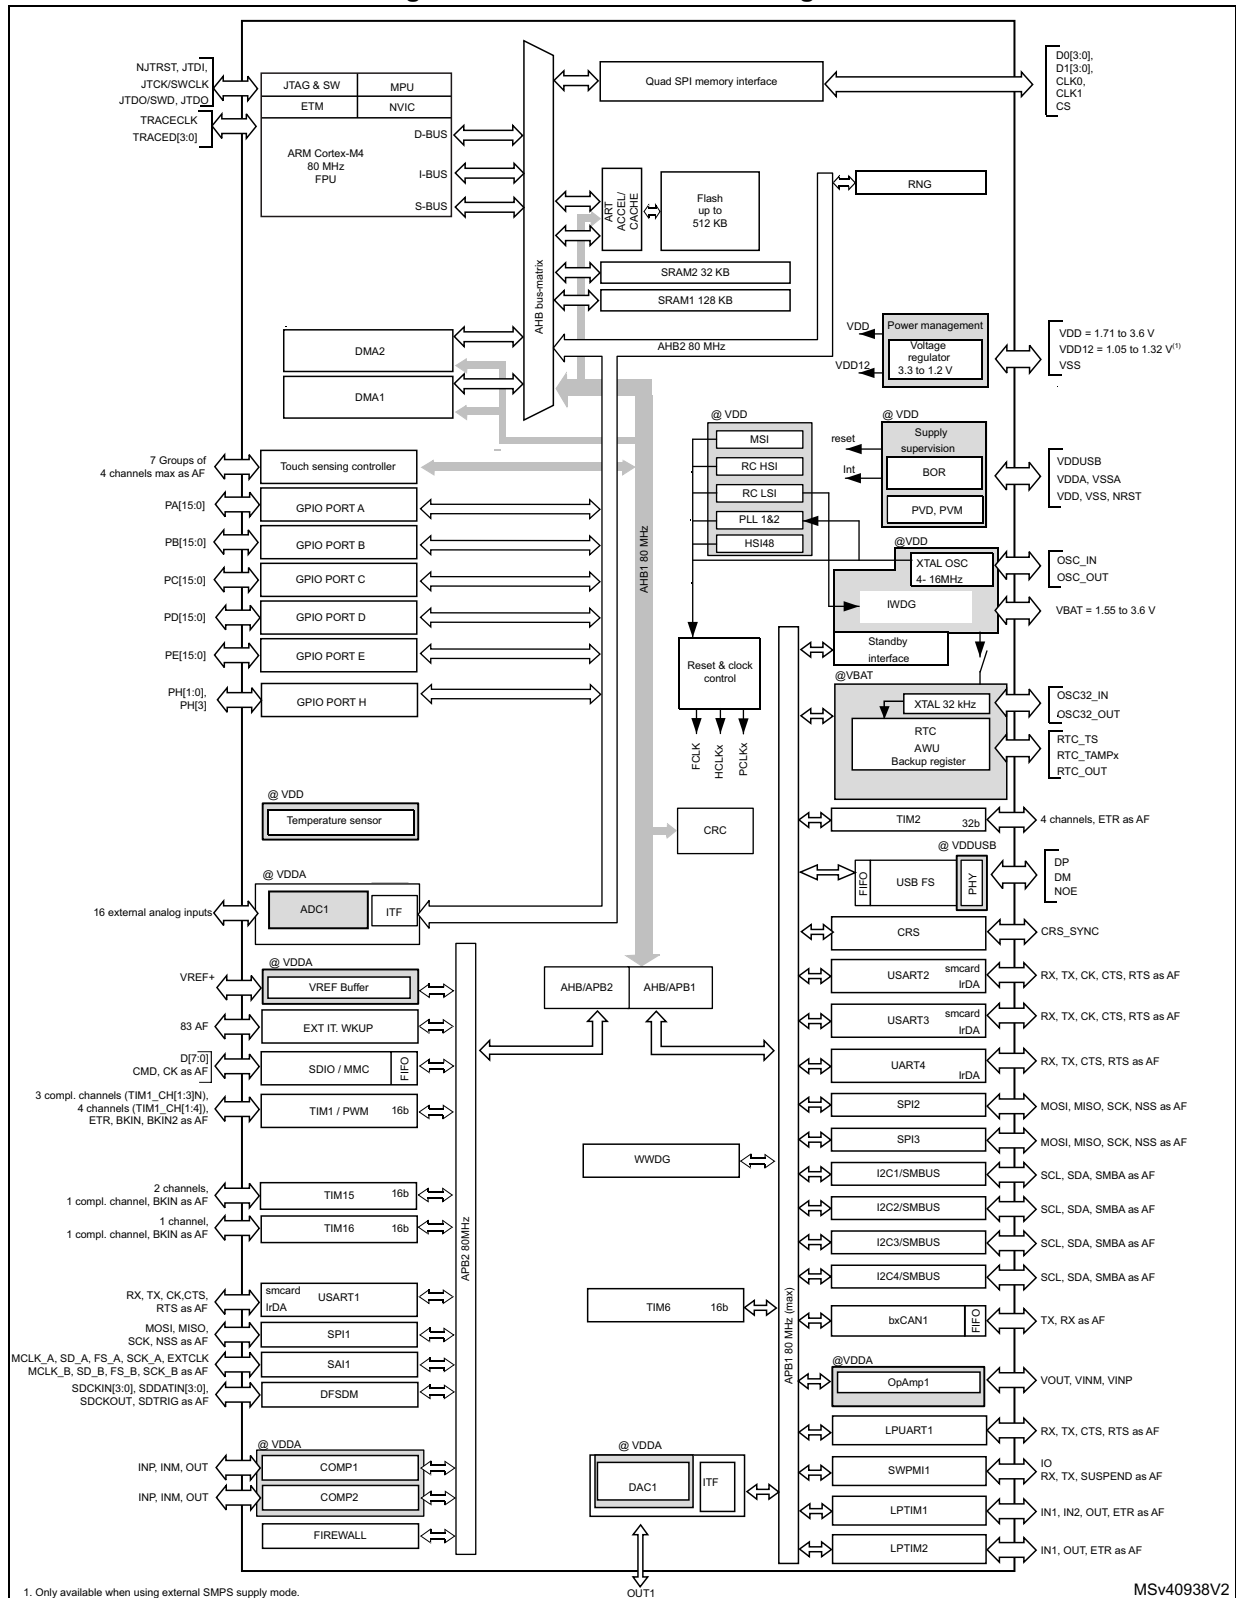 NJTRST, JTDI,
JTCK/SWCLK
JTDO/SWD, JTDO
TRACECLK
TRACED[3:0]
JTAG & SW
MPU
ETM
NVIC
ARM Cortex-M4
80 MHz
FPU
D-BUS
I-BUS
S-BUS
AHB bus-matrix
Quad SPI memory interface
D0[3:0],
D1[3:0],
CLK0,
CLK1
CS
ART
ACCEL/
CACHE
Flash
up to
512 KB
RNG
SRAM2 32 KB
SRAM1 128 KB
AHB2 80 MHz
DMA2
DMA1
VDD
VDD12
Power management
Voltage
regulator
3.3 to 1.2 V
VDD = 1.71 to 3.6 V
VDD12 = 1.05 to 1.32 V(1)
VSS
@ VDD
MSI
RC HSI
RC LSI
PLL 1&2
HSI48
@ VDD
reset
Int
Supply
supervision
BOR
PVD, PVM
VDDUSB
VDDA, VSSA
VDD, VSS, NRST
7 Groups of
4 channels max as AF
Touch sensing controller
PA[15:0]
GPIO PORT A
PB[15:0]
GPIO PORT B
PC[15:0]
GPIO PORT C
PD[15:0]
GPIO PORT D
PE[15:0]
GPIO PORT E
PH[1:0],
PH[3]
GPIO PORT H
AHB1 80 MHz
@VDD
XTAL OSC
4- 16MHz
IWDG
OSC_IN
OSC_OUT
VBAT = 1.55 to 3.6 V
Standby
interface
Reset & clock
control
FCLK
HCLKx
PCLKx
@VBAT
XTAL 32 kHz
RTC
AWU
Backup register
OSC32_IN
OSC32_OUT
RTC_TS
RTC_TAMPx
RTC_OUT
@ VDD
Temperature sensor
CRC
TIM2
32b
4 channels, ETR as AF
@ VDDUSB
FIFO
USB FS
PHY
DP
DM
NOE
@ VDDA
16 external analog inputs
ADC1
ITF
CRS
CRS_SYNC
@ VDDA
VREF+
VREF Buffer
83 AF
EXT IT. WKUP
D[7:0]
CMD, CK as AF
SDIO / MMC
FIFO
3 compl. channels (TIM1_CH[1:3]N),
4 channels (TIM1_CH[1:4]),
ETR, BKIN, BKIN2 as AF
TIM1 / PWM
16b
AHB/APB2
AHB/APB1
USART2
smcard
IrDA
RX, TX, CK, CTS, RTS as AF
USART3
smcard
IrDA
RX, TX, CK, CTS, RTS as AF
UART4
IrDA
RX, TX, CTS, RTS as AF
SPI2
MOSI, MISO, SCK, NSS as AF
SPI3
MOSI, MISO, SCK, NSS as AF
WWDG
I2C1/SMBUS
SCL, SDA, SMBA as AF
I2C2/SMBUS
SCL, SDA, SMBA as AF
I2C3/SMBUS
SCL, SDA, SMBA as AF
I2C4/SMBUS
SCL, SDA, SMBA as AF
2 channels,
1 compl. channel, BKIN as AF
TIM15
16b
1 channel,
1 compl. channel, BKIN as AF
TIM16
16b
APB2 80MHz
RX, TX, CK,CTS,
RTS as AF
smcard
IrDA
USART1
MOSI, MISO,
SCK, NSS as AF
SPI1
MCLK_A, SD_A, FS_A, SCK_A, EXTCLK
MCLK_B, SD_B, FS_B, SCK_B as AF
SAI1
SDCKIN[3:0], SDDATIN[3:0],
SDCKOUT, SDTRIG as AF
DFSDM
TIM6
16b
APB1 80 MHz (max)
bxCAN1
FIFO
TX, RX as AF
@VDDA
OpAmp1
VOUT, VINM, VINP
LPUART1
RX, TX, CTS, RTS as AF
SWPMI1
IO
RX, TX, SUSPEND as AF
LPTIM1
IN1, IN2, OUT, ETR as AF
LPTIM2
IN1, OUT, ETR as AF
@ VDDA
INP, INM, OUT
COMP1
INP, INM, OUT
COMP2
FIREWALL
@ VDDA
DAC1
ITF
OUT1
1. Only available when using external SMPS supply mode.
MSv40938V2